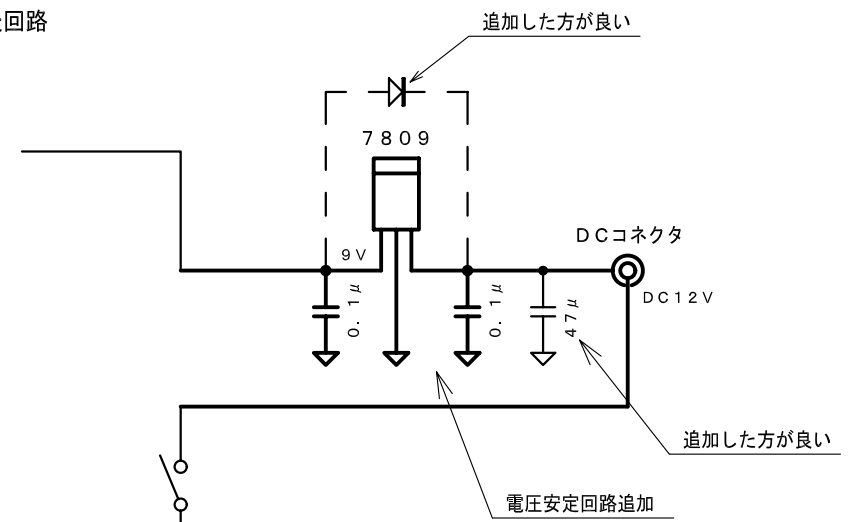 回路
追加した方が良い
7809
DCコネクタ
9V
0.1μ
0.1μ
47μ
DC12V
追加した方が良い
電圧安定回路追加